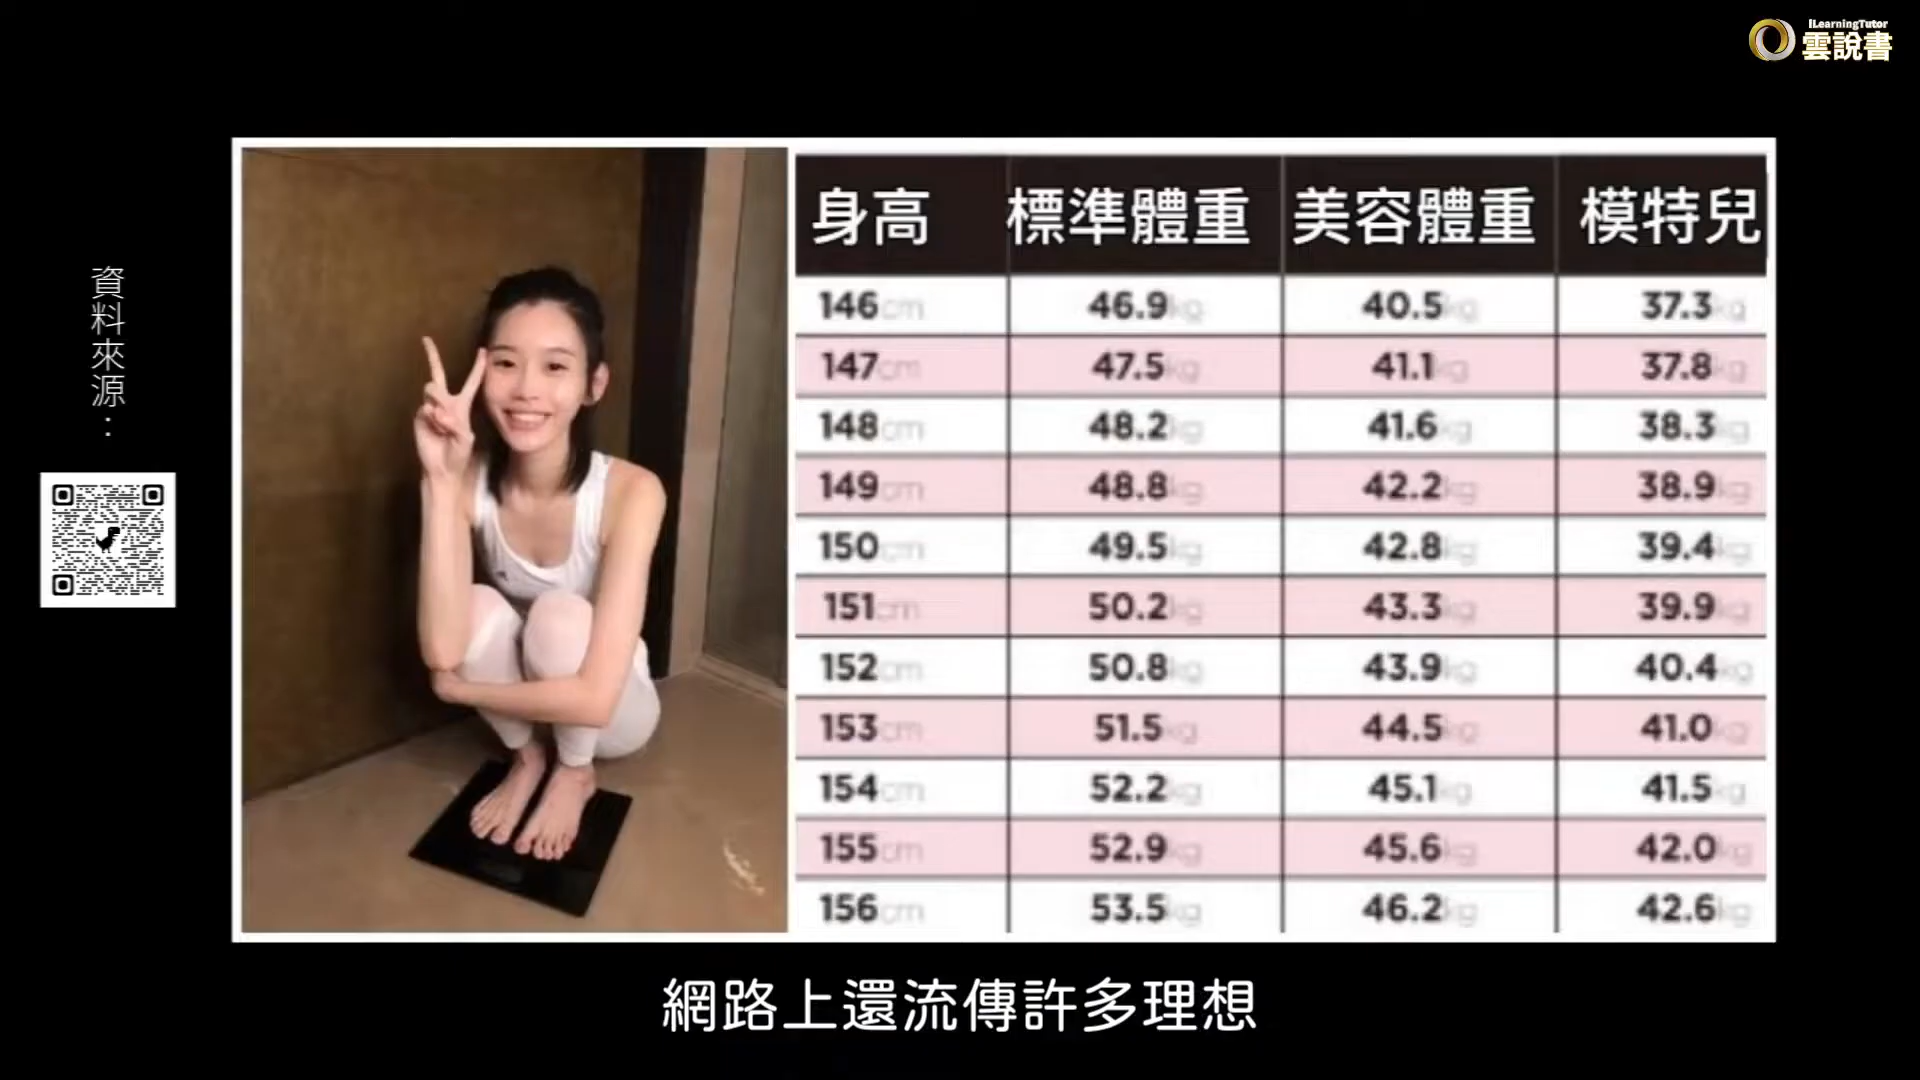 ILearningTutor
雲說書
資料來源：
身高 標準體重 美容體重 模特兒
146cm 46.9kg 40.5kg 37.3kg
147cm 47.5kg 41.1kg 37.8kg
148cm 48.2kg 41.6kg 38.3kg
149cm 48.8kg 42.2kg 38.9kg
150cm 49.5kg 42.8kg 39.4kg
151cm 50.2kg 43.3kg 39.9kg
152cm 50.8kg 43.9kg 40.4kg
153cm 51.5kg 44.5kg 41.0kg
154cm 52.2kg 45.1kg 41.5kg
155cm 52.9kg 45.6kg 42.0kg
156cm 53.5kg 46.2kg 42.6kg
網路上還流傳許多理想